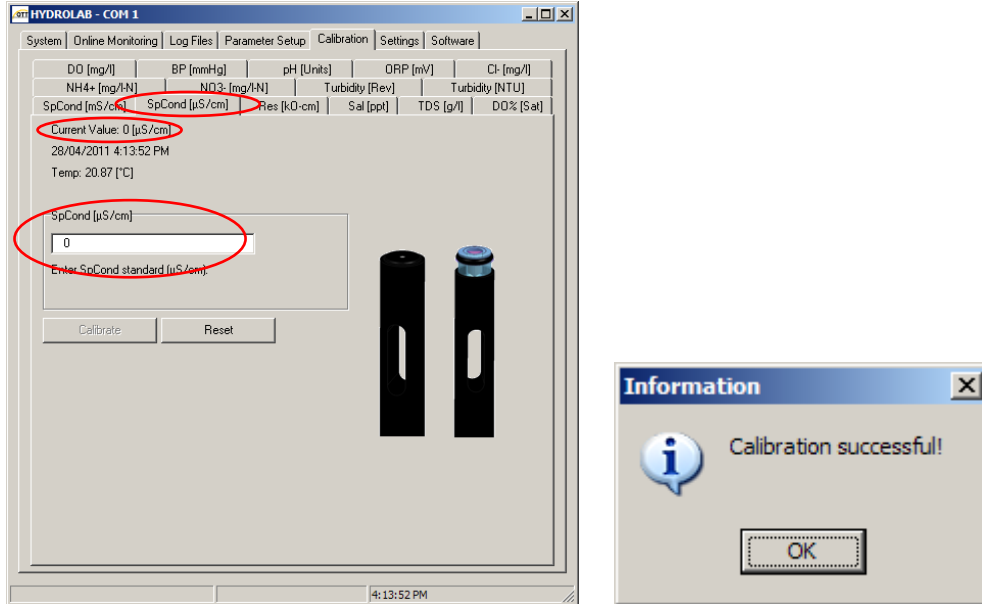 OTT HYDROLAB - COM 1
System Online Monitoring Log Files Parameter Setup Calibration Settings Software
DO [mg/l] BP [mmHg] pH [Units] ORP [mV] Cl- [mg/l]
NH4+ [mg/l-N] NO3- [mg/l-N] Turbidity [Rev] Turbidity [NTU]
SpCond [mS/cm] SpCond [µS/cm] Res [kO-cm] Sal [ppt] TDS [g/l] DO% [Sat]
Current Value: 0 [µS/cm]
28/04/2011 4:13:52 PM
Temp: 20.87 [°C]
SpCond [µS/cm]
0
Enter SpCond standard (µS/cm).
Calibrate Reset
4:13:52 PM
Information
Calibration successful!
OK